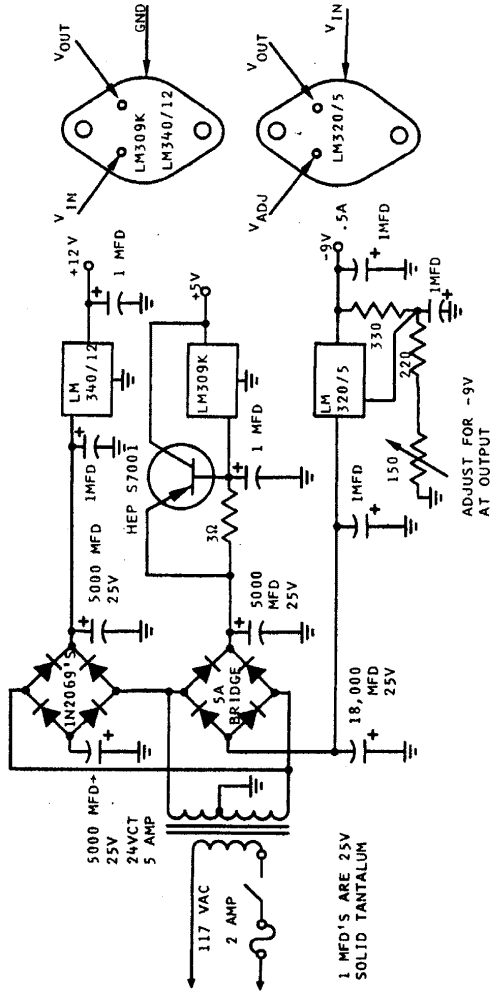 117 VAC
2 AMP
5000 MFD→
25V
24VCT
5 AMP
1N2069'S
5000 MFD
25V
1MFD
LM
340/12
+12V
1 MFD
HEP S7001
5A
BRIDGE
5000
MFD
25V
3Ω
1 MFD
LM309K
+5V
18,000
MFD
25V
1MFD
LM
320/5
-9V
.5A
1MFD
330
220
1MFD
150
ADJUST FOR -9V
AT OUTPUT
1 MFD'S ARE 25V
SOLID TANTALUM
VIN
VOUT
GND
LM309K
LM340/12
VADJ
VOUT
VIN
LM320/5